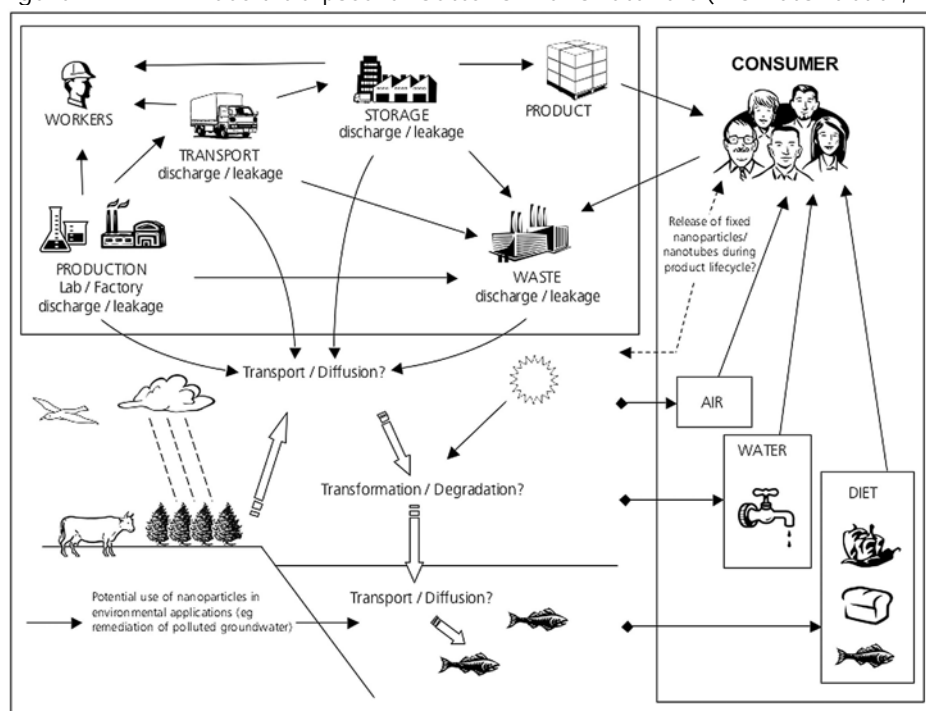 CONSUMER
WORKERS
STORAGE
discharge / leakage
PRODUCT
TRANSPORT
discharge / leakage
PRODUCTION
Lab / Factory
discharge / leakage
WASTE
discharge / leakage
Release of fixed
nanoparticles/
nanotubes during
product lifecycle?
Transport / Diffusion?
AIR
WATER
Transformation / Degradation?
DIET
Potential use of nanoparticles in
environmental applications (eg
remediation of polluted groundwater)
Transport / Diffusion?